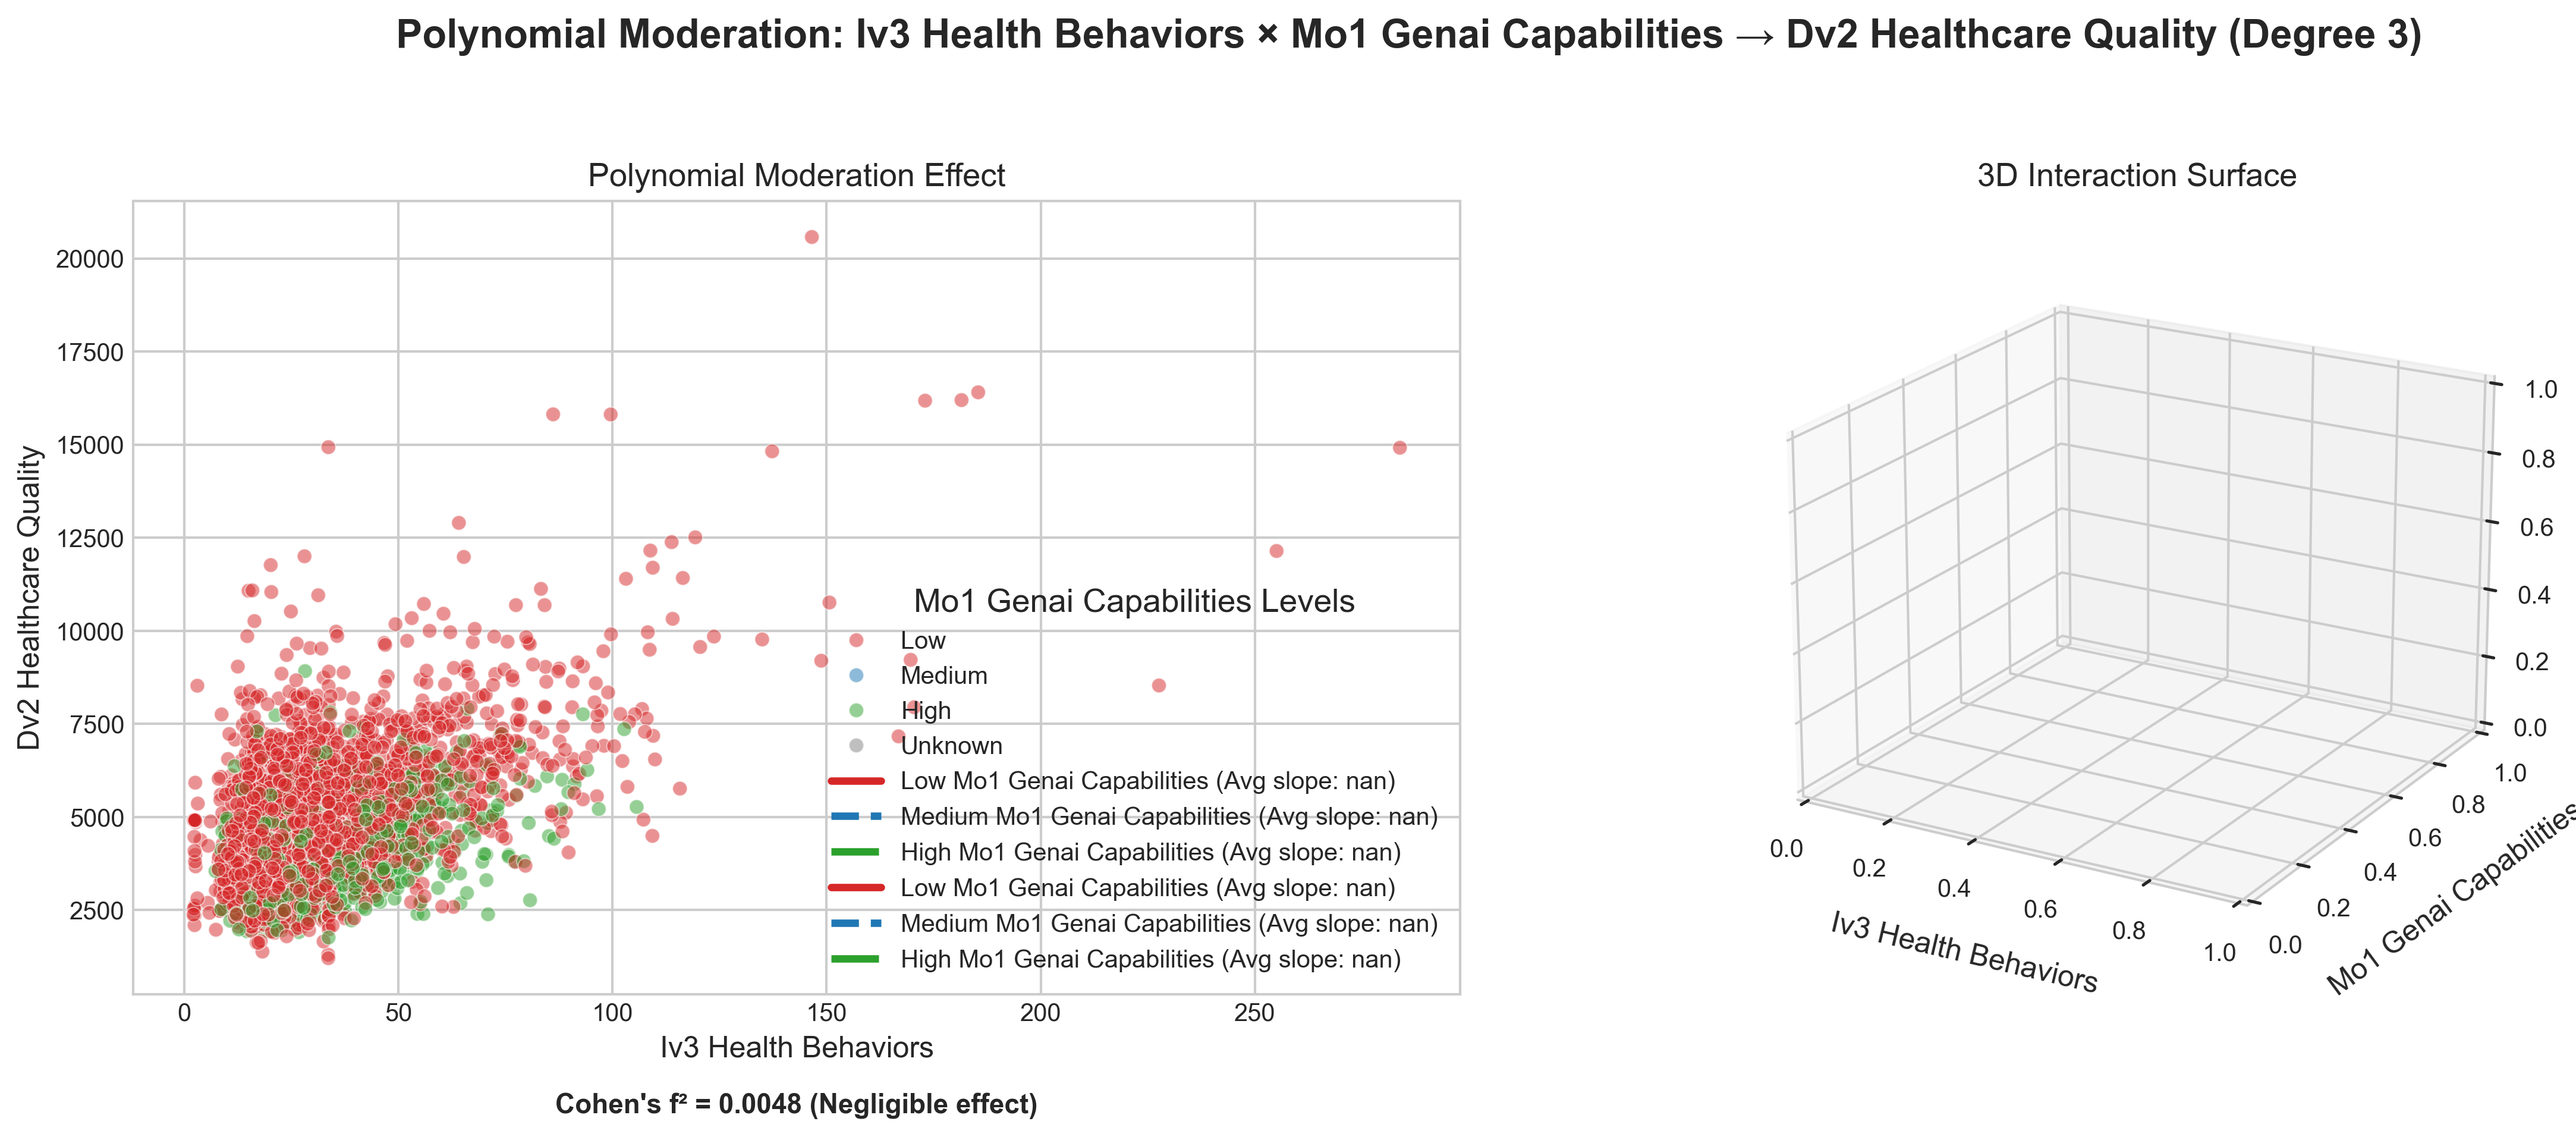 Polynomial Moderation: Iv3 Health Behaviors × Mo1 Genai Capabilities → Dv2 Healthcare Quality (Degree 3)
Polynomial Moderation Effect
Dv2 Healthcare Quality
20000
17500
15000
12500
10000
7500
5000
2500
0
50
100
150
200
250
Iv3 Health Behaviors
Mo1 Genai Capabilities Levels
Low
Medium
High
Unknown
Low Mo1 Genai Capabilities (Avg slope: nan)
Medium Mo1 Genai Capabilities (Avg slope: nan)
High Mo1 Genai Capabilities (Avg slope: nan)
Low Mo1 Genai Capabilities (Avg slope: nan)
Medium Mo1 Genai Capabilities (Avg slope: nan)
High Mo1 Genai Capabilities (Avg slope: nan)
Cohen's f² = 0.0048 (Negligible effect)
3D Interaction Surface
1.0
0.8
0.6
0.4
0.2
0.0
0.0
0.2
0.4
0.6
0.8
1.0
Iv3 Health Behaviors
0.0
0.2
0.4
0.6
0.8
1.0
Mo1 Genai Capabilities